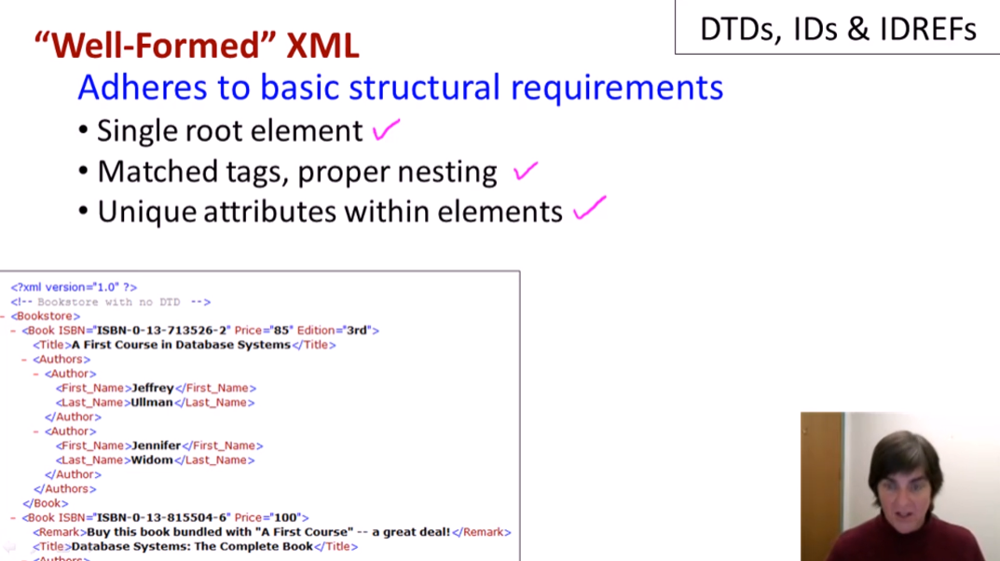 DTDs, IDs & IDREFs
“Well-Formed” XML
Adheres to basic structural requirements
• Single root element
• Matched tags, proper nesting
• Unique attributes within elements
<?xml version="1.0" ?>
<!-- Bookstore with no DTD -->
- <Bookstore>
- <Book ISBN="ISBN-0-13-713526-2" Price="85" Edition="3rd">
<Title>A First Course in Database Systems</Title>
- <Authors>
- <Author>
<First_Name>Jeffrey</First_Name>
<Last_Name>Ullman</Last_Name>
</Author>
- <Author>
<First_Name>Jennifer</First_Name>
<Last_Name>Widom</Last_Name>
</Author>
</Authors>
</Book>
- <Book ISBN="ISBN-0-13-815504-6" Price="100">
<Remark>Buy this book bundled with "A First Course" -- a great deal!</Remark>
<Title>Database Systems: The Complete Book</Title>
- <Authors>